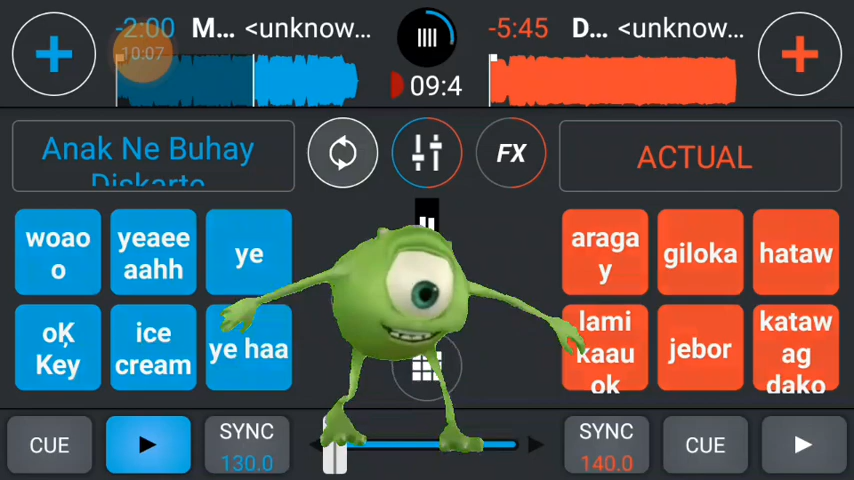 -2:00 M... <unknow...
10:07
-5:45 D... <unknow...
09:4
Anak Ne Buhay
Diskarte
FX
ACTUAL
woao
o
yeaee
aahh
ye
araga
y
giloka
hataw
oĶ
Key
ice
cream
ye haa
lami
kaau
ok
jebor
kataw
ag
dako
CUE
SYNC
130.0
SYNC
140.0
CUE